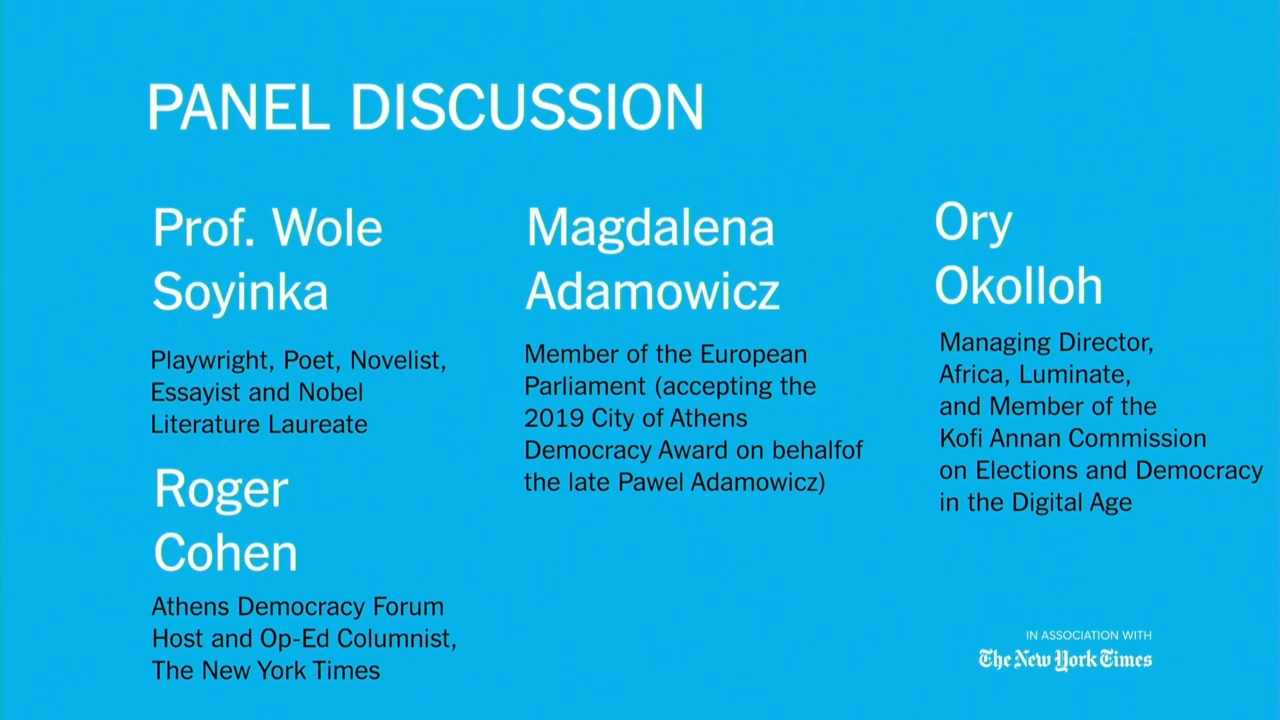 PANEL DISCUSSION
Prof. Wole
Soyinka
Playwright, Poet, Novelist,
Essayist and Nobel
Literature Laureate
Roger
Cohen
Athens Democracy Forum
Host and Op-Ed Columnist,
The New York Times
Magdalena
Adamowicz
Member of the European
Parliament (accepting the
2019 City of Athens
Democracy Award on behalfof
the late Pawel Adamowicz)
Ory
Okolloh
Managing Director,
Africa, Luminate,
and Member of the
Kofi Annan Commission
on Elections and Democracy
in the Digital Age
IN ASSOCIATION WITH
The New York Times